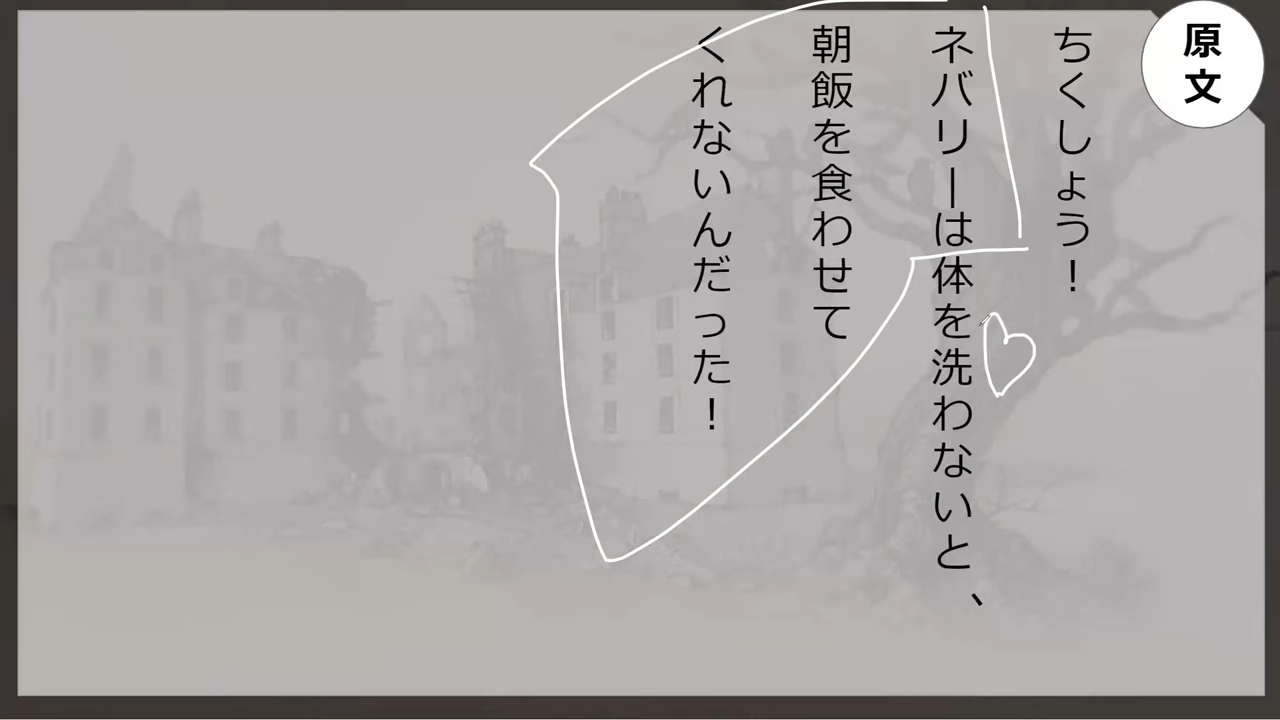 原文
ちくしょう！
ネバリーは体を洗わないと、
朝飯を食わせて
くれないんだった！